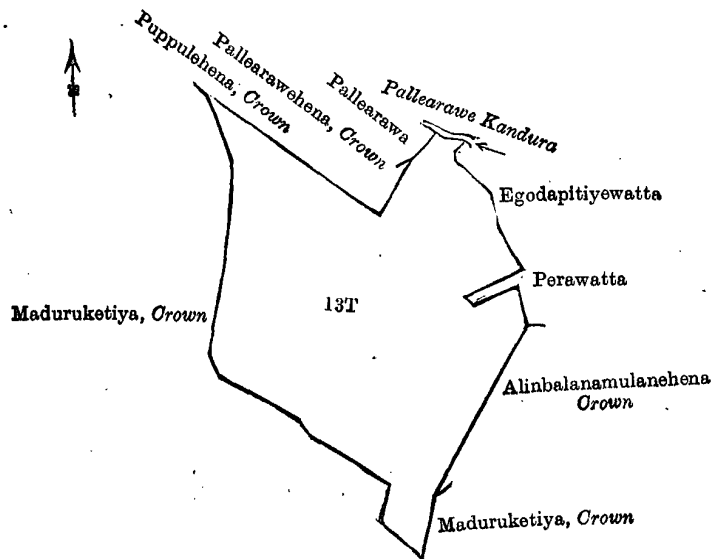 Puppulehena, Crown
Pallearawehena, Crown
Pallearawa
Pallearawe Kandura
Egodapitiyewatta
Perawatta
13T
Maduruketiya, Crown
Alinbalanamulanehena
Crown
Maduruketiya, Crown